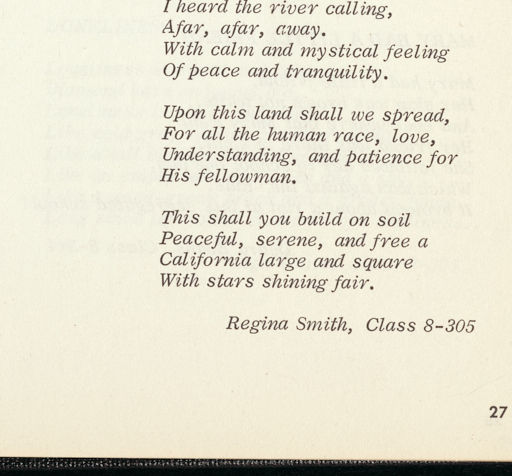 I heard the river calling,
Afar, afar, away.
With calm and mystical feeling
Of peace and tranquility.
Upon this land shall we spread,
For all the human race, love,
Understanding, and patience for
His fellowman.
This shall you build on soil
Peaceful, serene, and free a
California large and square
With stars shining fair.
Regina Smith, Class 8-305
27